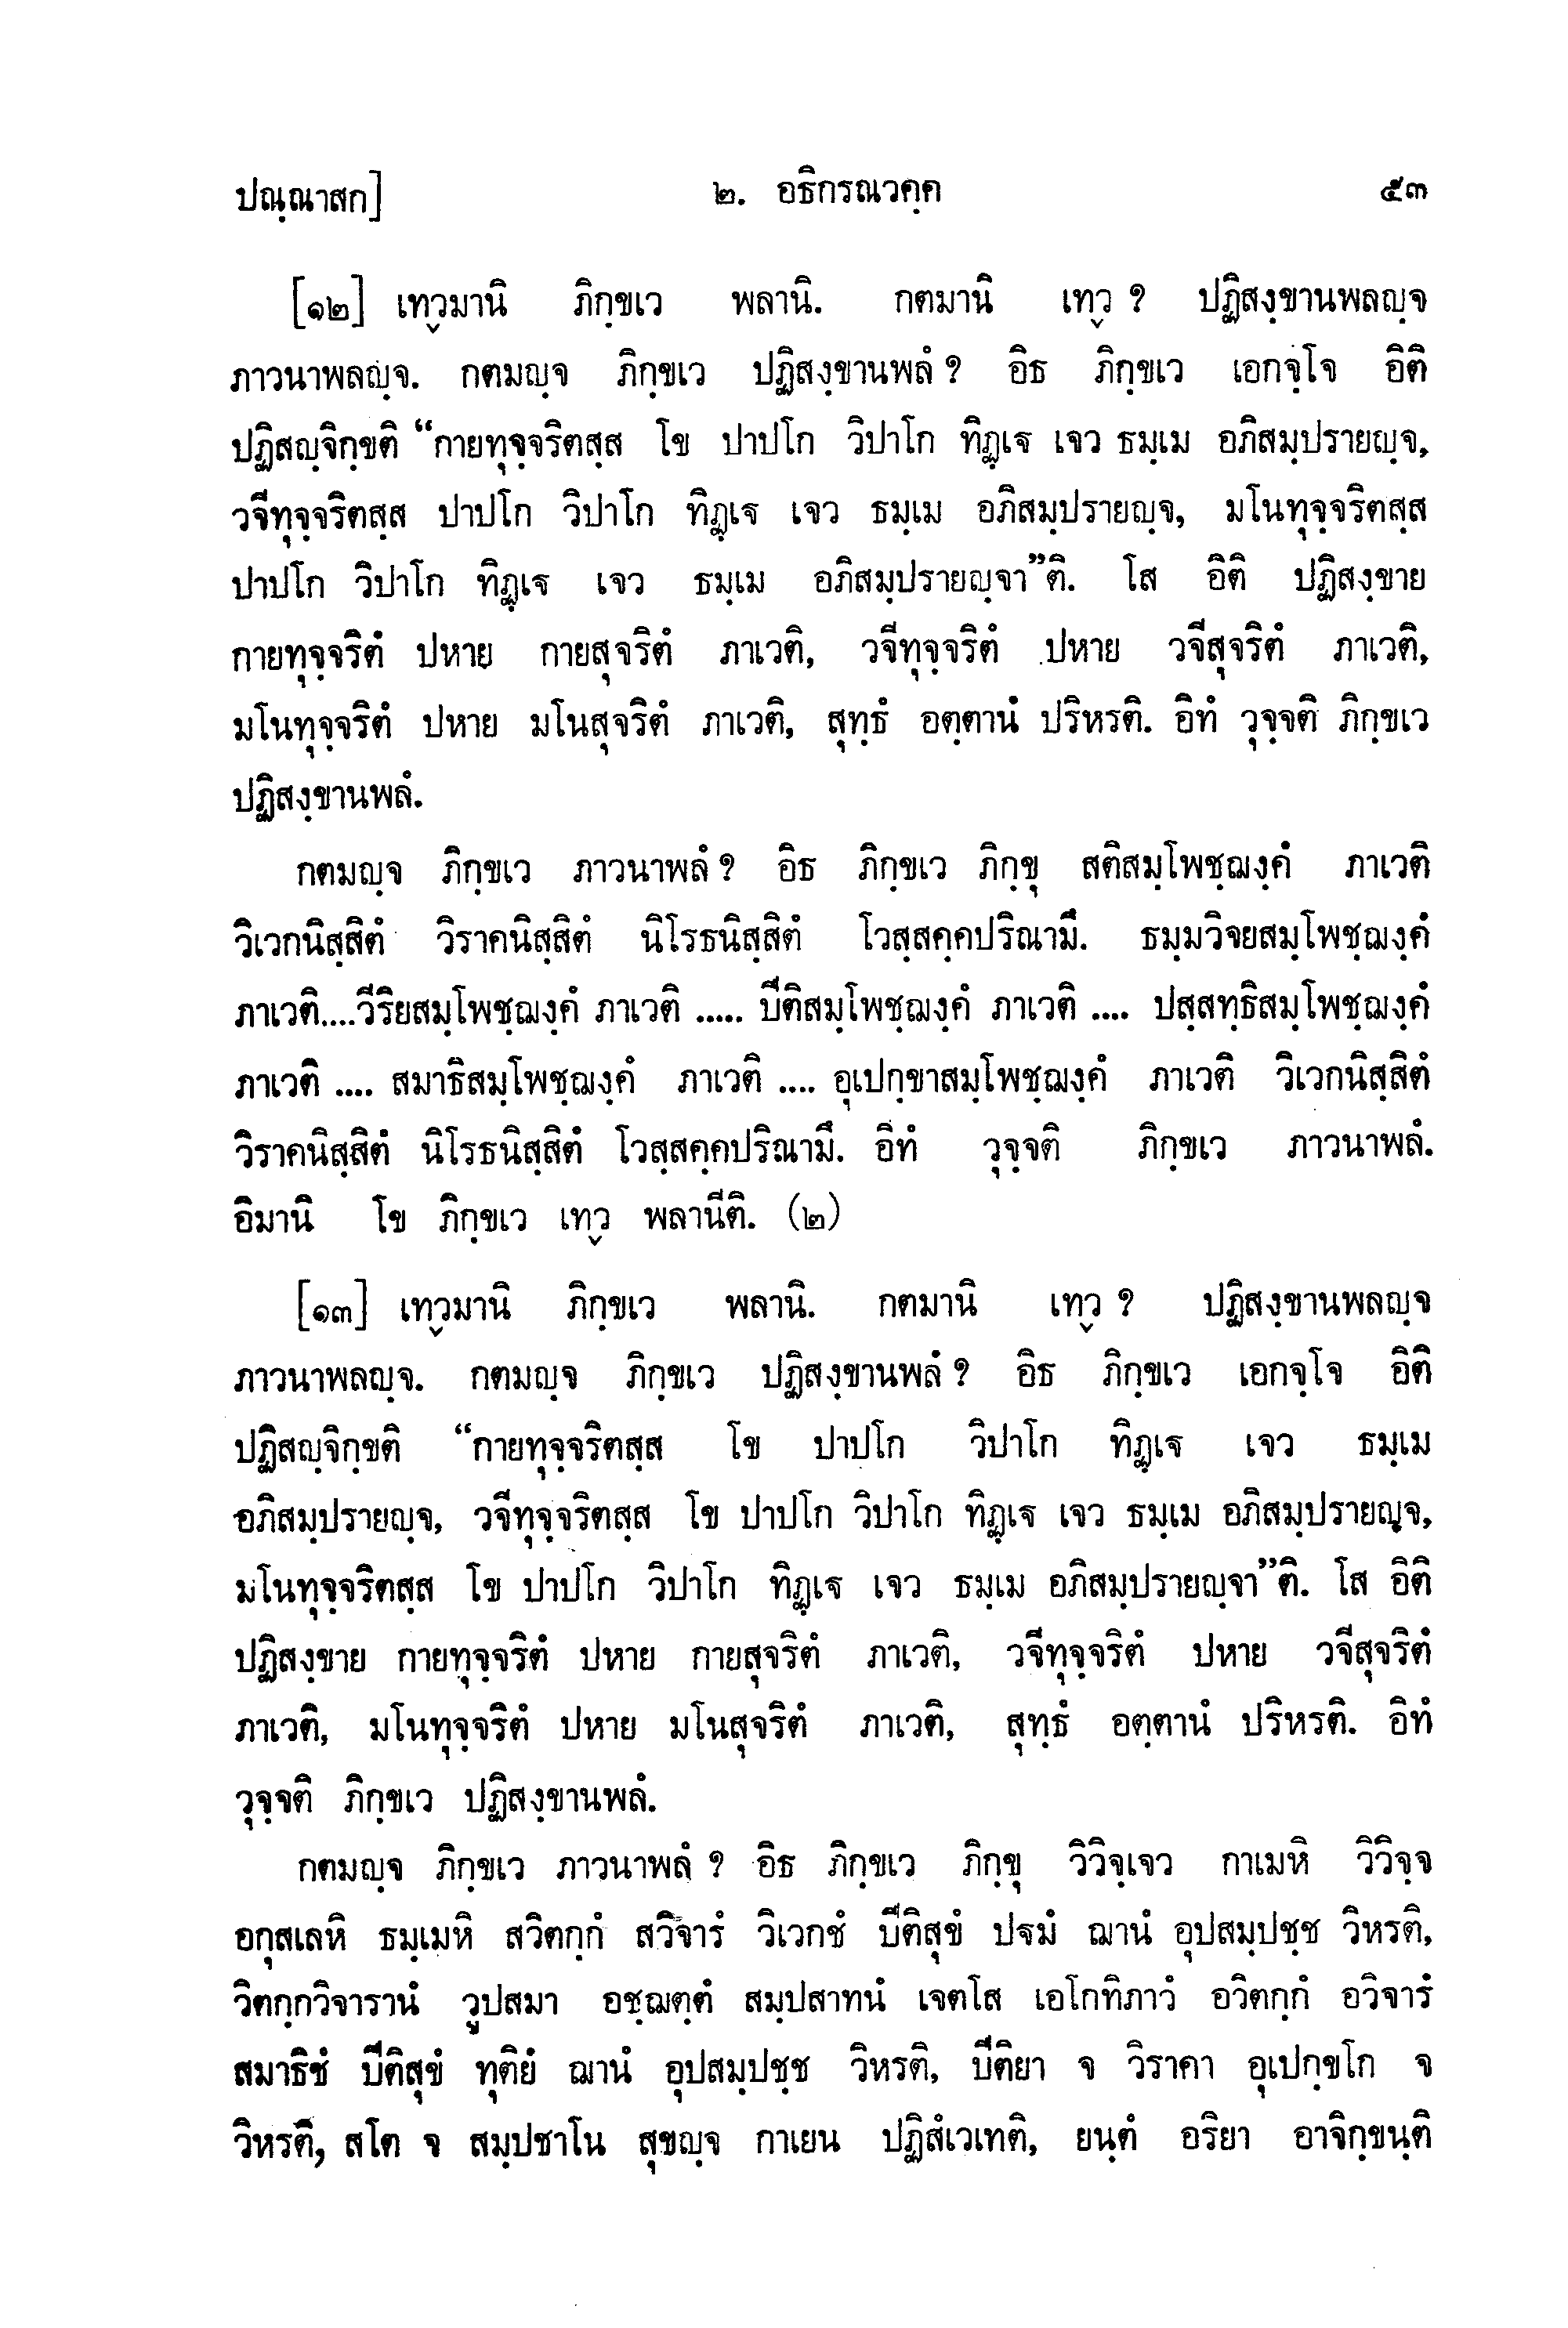 ปณฺณาสก]
๒. อธิกรณวคฺค
๕๓
[๑๒] เทฺวมานิ ภิกฺขเว พลานิ. กตมานิ เทฺว ? ปฏิสงฺขานพลญฺจ
ภาวนาพลญฺจ. กตมญฺจ ภิกฺขเว ปฏิสงฺขานพลํ ? อิธ ภิกฺขเว เอกจฺโจ อิติ
ปฏิสญฺจิกฺขติ “กายทุจฺจริตสฺส โข ปาปโก วิปาโก ทิฏฺเฐ เจว ธมฺเม อภิสมฺปรายญฺจ,
วจีทุจฺจริตสฺส ปาปโก วิปาโก ทิฏฺเฐ เจว ธมฺเม อภิสมฺปรายญฺจ, มโนทุจฺจริตสฺส
ปาปโก วิปาโก ทิฏฺเฐ เจว ธมฺเม อภิสมฺปรายญฺจา”ติ. โส อิติ ปฏิสงฺขาย
กายทุจฺจริตํ ปหาย กายสุจริตํ ภาเวติ, วจีทุจฺจริตํ ปหาย วจีสุจริตํ ภาเวติ,
มโนทุจฺจริตํ ปหาย มโนสุจริตํ ภาเวติ, สุทฺธํ อตฺตานํ ปริหรติ. อิทํ วุจฺจติ ภิกฺขเว
ปฏิสงฺขานพลํ.
กตมญฺจ ภิกฺขเว ภาวนาพลํ ? อิธ ภิกฺขเว ภิกฺขุ สติสมฺโพชฺฌงฺคํ ภาเวติ
วิเวกนิสฺสิตํ วิราคนิสฺสิตํ นิโรธนิสฺสิตํ โวสฺสคฺคปริณามึ. ธมฺมวิจยสมฺโพชฺฌงฺคํ
ภาเวติ....วีริยสมฺโพชฺฌงฺคํ ภาเวติ ..... ปีติสมฺโพชฺฌงฺคํ ภาเวติ .... ปสฺสทฺธิสมฺโพชฺฌงฺคํ
ภาเวติ .... สมาธิสมฺโพชฺฌงฺคํ ภาเวติ .... อุเปกฺขาสมฺโพชฺฌงฺคํ ภาเวติ วิเวกนิสฺสิตํ
วิราคนิสฺสิตํ นิโรธนิสฺสิตํ โวสฺสคฺคปริณามึ. อิทํ วุจฺจติ ภิกฺขเว ภาวนาพลํ.
อิมานิ โข ภิกฺขเว เทฺว พลานีติ. (๒)
[๑๓] เทฺวมานิ ภิกฺขเว พลานิ. กตมานิ เทฺว ? ปฏิสงฺขานพลญฺจ
ภาวนาพลญฺจ. กตมญฺจ ภิกฺขเว ปฏิสงฺขานพลํ ? อิธ ภิกฺขเว เอกจฺโจ อิติ
ปฏิสญฺจิกฺขติ “กายทุจฺจริตสฺส โข ปาปโก วิปาโก ทิฏฺเฐ เจว ธมฺเม
อภิสมฺปรายญฺจ, วจีทุจฺจริตสฺส โข ปาปโก วิปาโก ทิฏฺเฐ เจว ธมฺเม อภิสมฺปรายญฺจ,
มโนทุจฺจริตสฺส โข ปาปโก วิปาโก ทิฏฺเฐ เจว ธมฺเม อภิสมฺปรายญฺจา”ติ. โส อิติ
ปฏิสงฺขาย กายทุจฺจริตํ ปหาย กายสุจริตํ ภาเวติ, วจีทุจฺจริตํ ปหาย วจีสุจริตํ
ภาเวติ, มโนทุจฺจริตํ ปหาย มโนสุจริตํ ภาเวติ, สุทฺธํ อตฺตานํ ปริหรติ. อิทํ
วุจฺจติ ภิกฺขเว ปฏิสงฺขานพลํ.
กตมญฺจ ภิกฺขเว ภาวนาพลํ ? อิธ ภิกฺขเว ภิกฺขุ วิวิจฺเจว กาเมหิ วิวิจฺจ
อกุสเลหิ ธมฺเมหิ สวิตกฺกํ สวิจารํ วิเวกชํ ปีติสุขํ ปฐมํ ฌานํ อุปสมฺปชฺช วิหรติ,
วิตกฺกวิจารานํ วูปสมา อชฺฌตฺตํ สมฺปสาทนํ เจตโส เอโกทิภาวํ อวิตกฺกํ อวิจารํ
สมาธิชํ ปีติสุขํ ทุติยํ ฌานํ อุปสมฺปชฺช วิหรติ, ปีติยา จ วิราคา อุเปกฺขโก จ
วิหรติ, สโต จ สมฺปชาโน สุขญฺจ กาเยน ปฏิสํเวเทติ, ยนฺตํ อริยา อาจิกฺขนฺติ